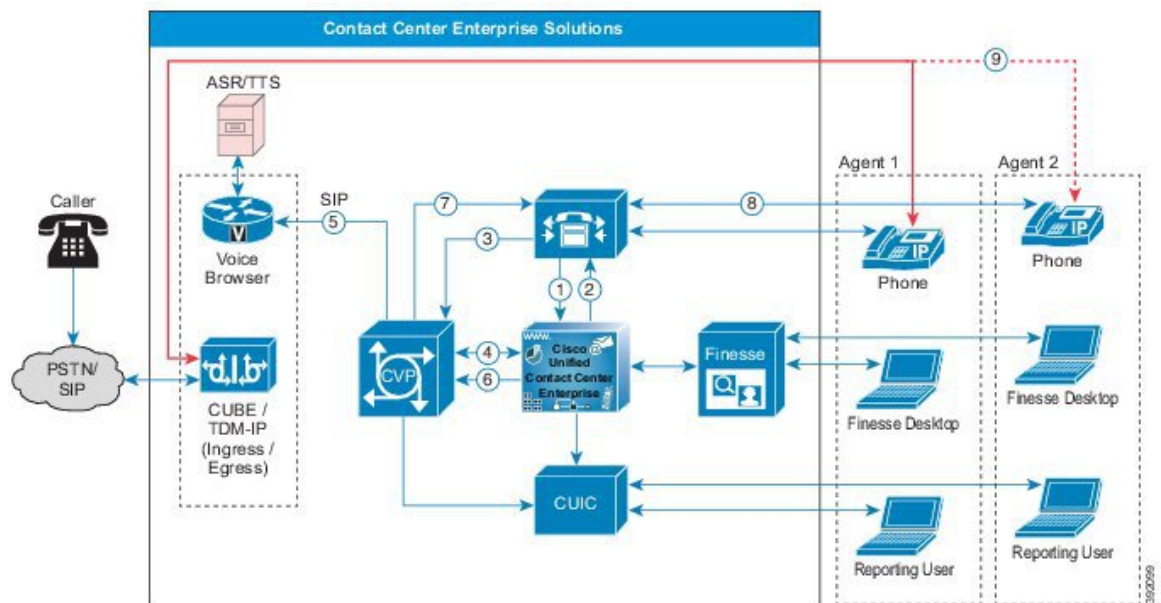 Contact Center Enterprise Solutions
ASR/TTS
9
Agent 1
Agent 2
Caller
SIP
5
7
8
3
V
Voice
Browser
IP
Phone
IP
Phone
1
2
PSTN/
SIP
CUBE /
TDM-IP
(Ingress /
Egress)
CVP
4
6
www.
Cisco
Unified
Contact Center
Enterprise
Finesse
Finesse Desktop
Finesse Desktop
CUIC
Reporting User
Reporting User
392099